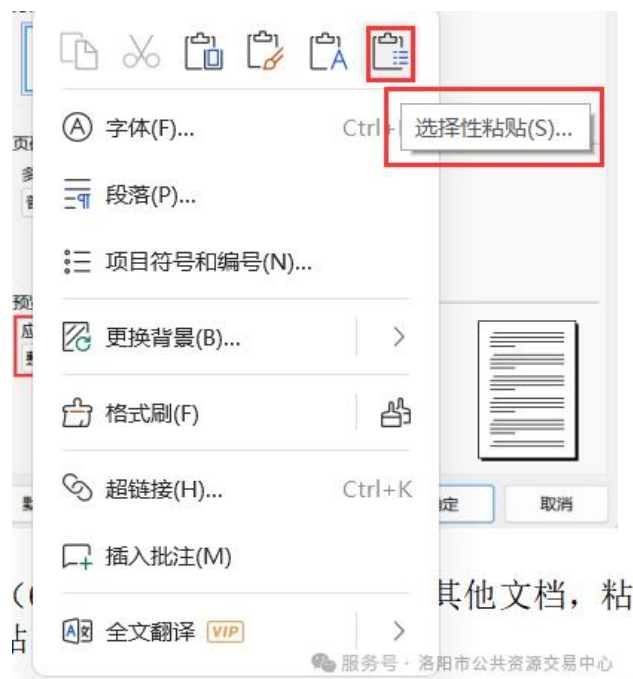 字体(F)...
Ctrl+
选择性粘贴(S)...
段落(P)...
项目符号和编号(N)...
更换背景(B)...
格式刷(F)
超链接(H)...
Ctrl+K
取消
插入批注(M)
其他文档，粘
全文翻译 VIP
服务号 · 洛阳市公共资源交易中心